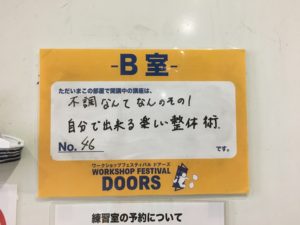 -B 室-
ただいまこの部屋で開講中の講座は、
不調なんてなんのその!
自分で出来る楽しい整体術
No. 46 です。
ワークショップフェスティバル ドアーズ
WORKSHOP FESTIVAL
DOORS
練習室の予約について